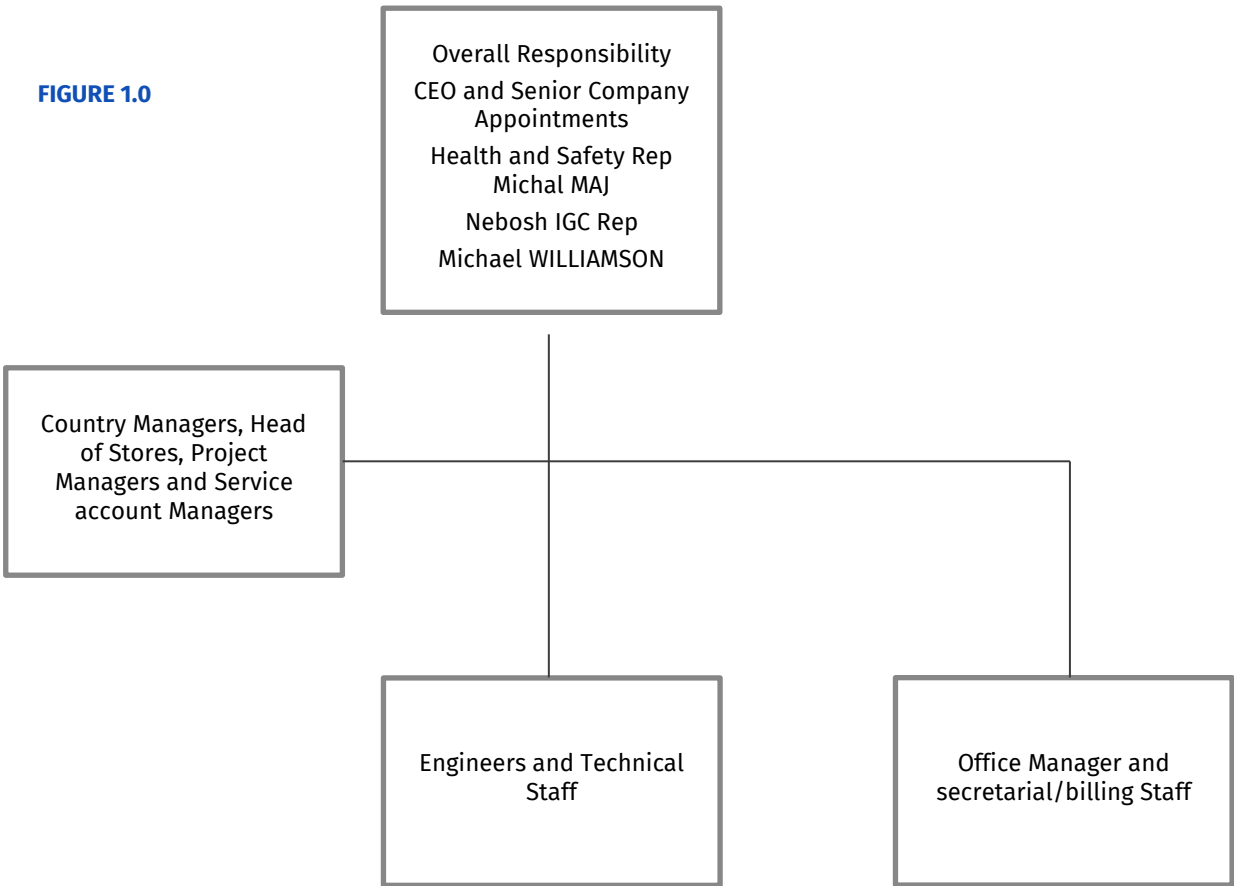 FIGURE 1.0
Overall Responsibility
CEO and Senior Company
Appointments
Health and Safety Rep
Michal MAJ
Nebosh IGC Rep
Michael WILLIAMSON
Country Managers, Head
of Stores, Project
Managers and Service
account Managers
Engineers and Technical
Staff
Office Manager and
secretarial/billing Staff